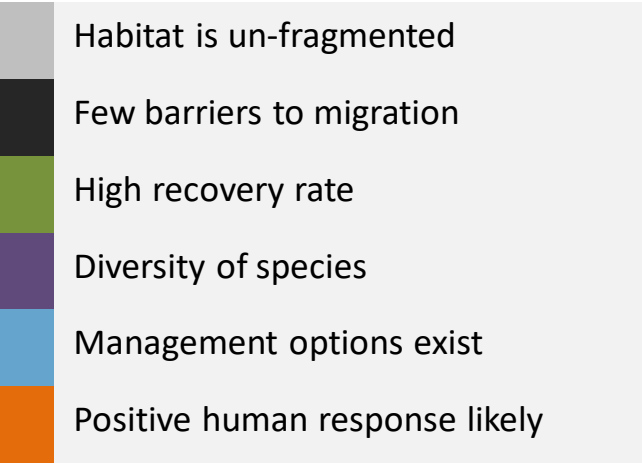 Habitat is un-fragmented
Few barriers to migration
High recovery rate
Diversity of species
Management options exist
Positive human response likely